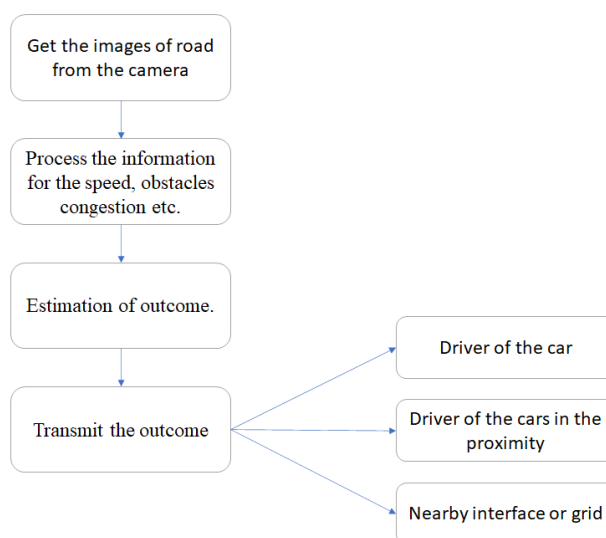 Get the images of road
from the camera
Process the information
for the speed, obstacles
congestion etc.
Estimation of outcome.
Transmit the outcome
Driver of the car
Driver of the cars in the
proximity
Nearby interface or grid